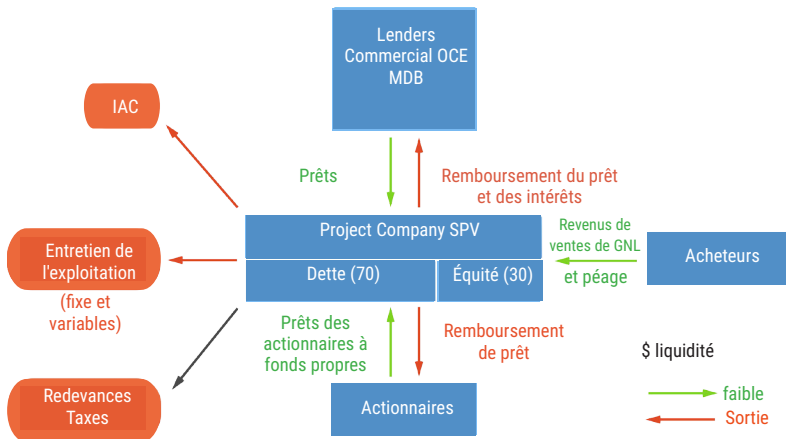 Lenders
Commercial OCE
MDB
IAC
Prêts
Remboursement du prêt
et des intérêts
Project Company SPV
Dette (70)
Équité (30)
Revenus de
ventes de GNL
et péage
Acheteurs
Entretien de
l'exploitation
(fixe et
variables)
Prêts des
actionnaires à
fonds propres
Remboursement
de prêt
Actionnaires
Redevances
Taxes
$ liquidité
faible
Sortie